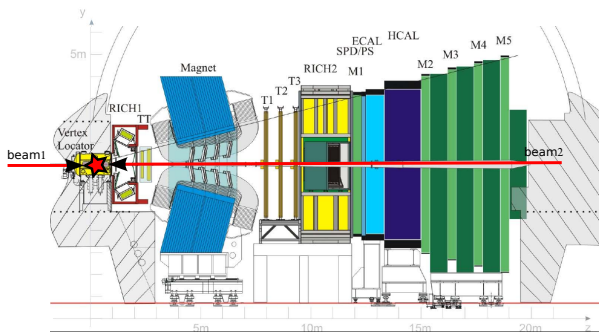 y
5m
Magnet
RICH1
TT
Vertex
Locator
beam1
T1
T2
T3
RICH2
SPD/PS
ECAL
HCAL
M1
M2
M3
M4
M5
beam2
5m
10m
15m
20m
z